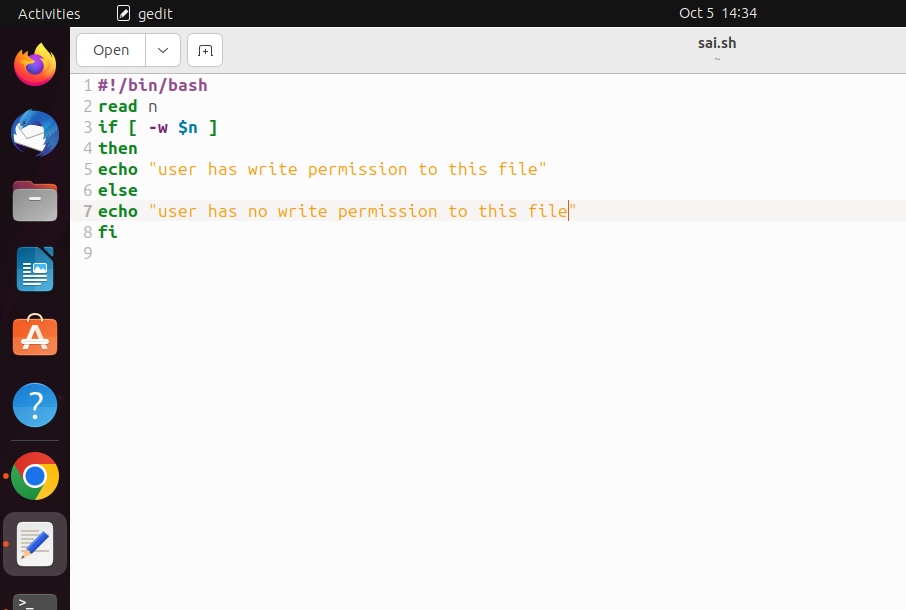 Activities gedit Oct 5 14:34
Open sai.sh
~
1 #!/bin/bash
2 read n
3 if [ -w $n ]
4 then
5 echo "user has write permission to this file"
6 else
7 echo "user has no write permission to this file"
8 fi
9
?
>_